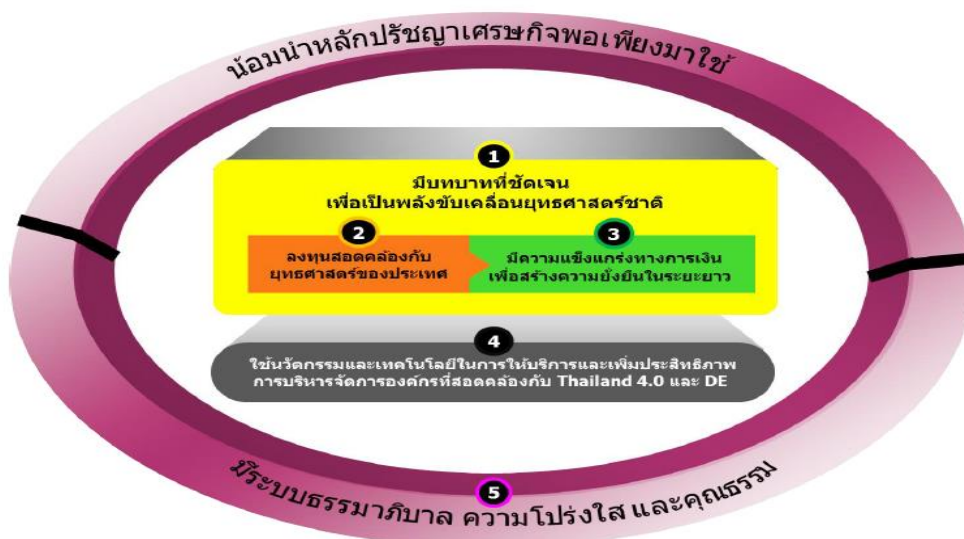 น้อมนำหลักปรัชญาเศรษฐกิจพอเพียงมาใช้
1
มีบทบาทที่ชัดเจน
เพื่อเป็นพลังขับเคลื่อนยุทธศาสตร์ชาติ
2
ลงทุนสอดคล้องกับ
ยุทธศาสตร์ของประเทศ
3
มีความแข็งแกร่งทางการเงิน
เพื่อสร้างความยั่งยืนในระยะยาว
4
ใช้นวัตกรรมและเทคโนโลยีในการให้บริการและเพิ่มประสิทธิภาพ
การบริหารจัดการองค์กรที่สอดคล้องกับ Thailand 4.0 และ DE
5
มีระบบธรรมาภิบาล ความโปร่งใส และคุณธรรม